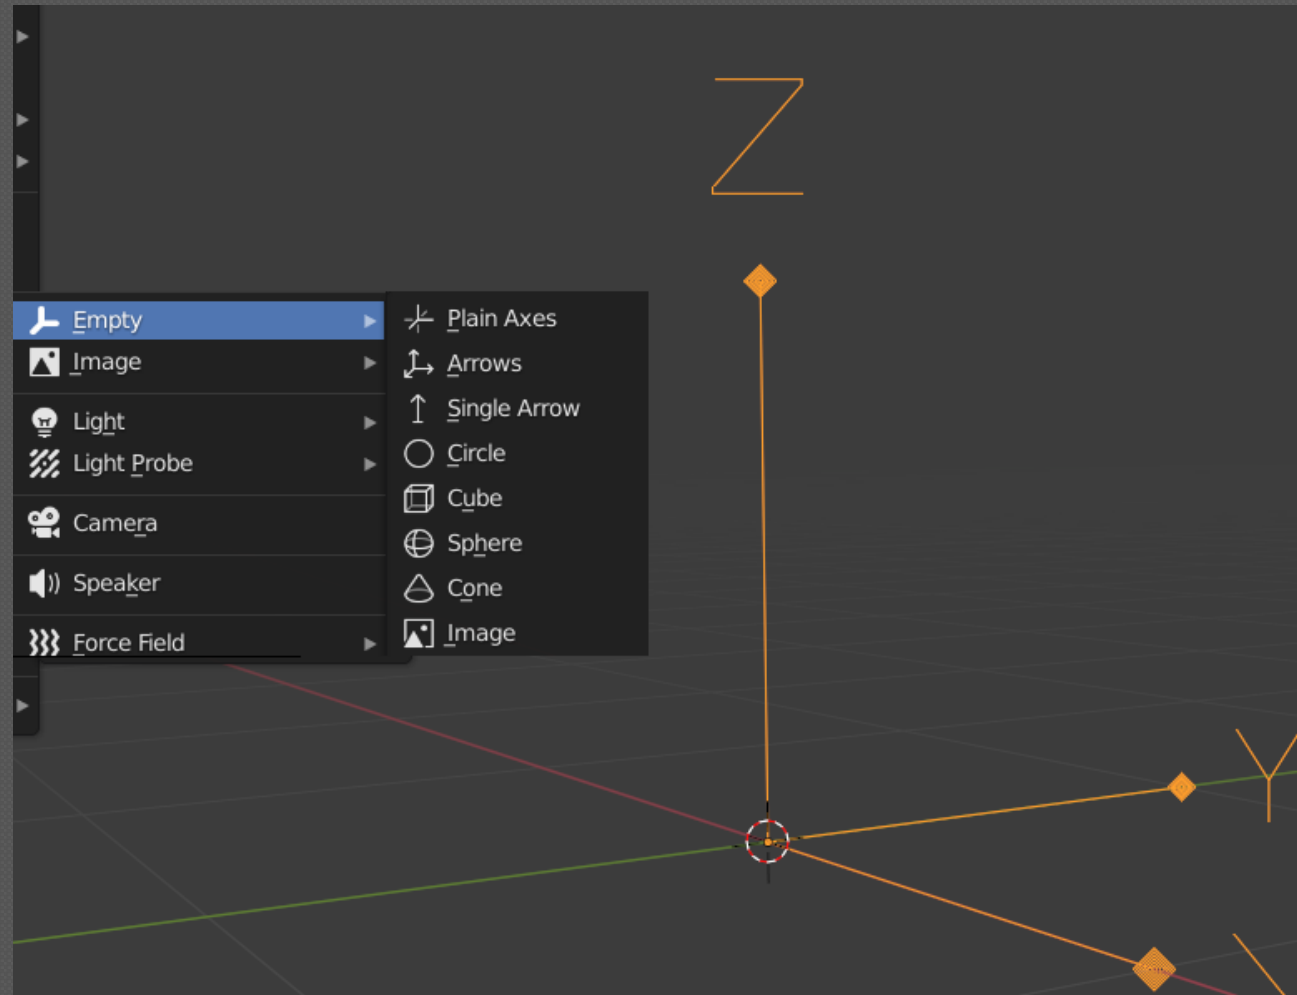 Z
Empty
Image
Light
Light Probe
Camera
Speaker
Force Field
Plain Axes
Arrows
Single Arrow
Circle
Cube
Sphere
Cone
Image
Y